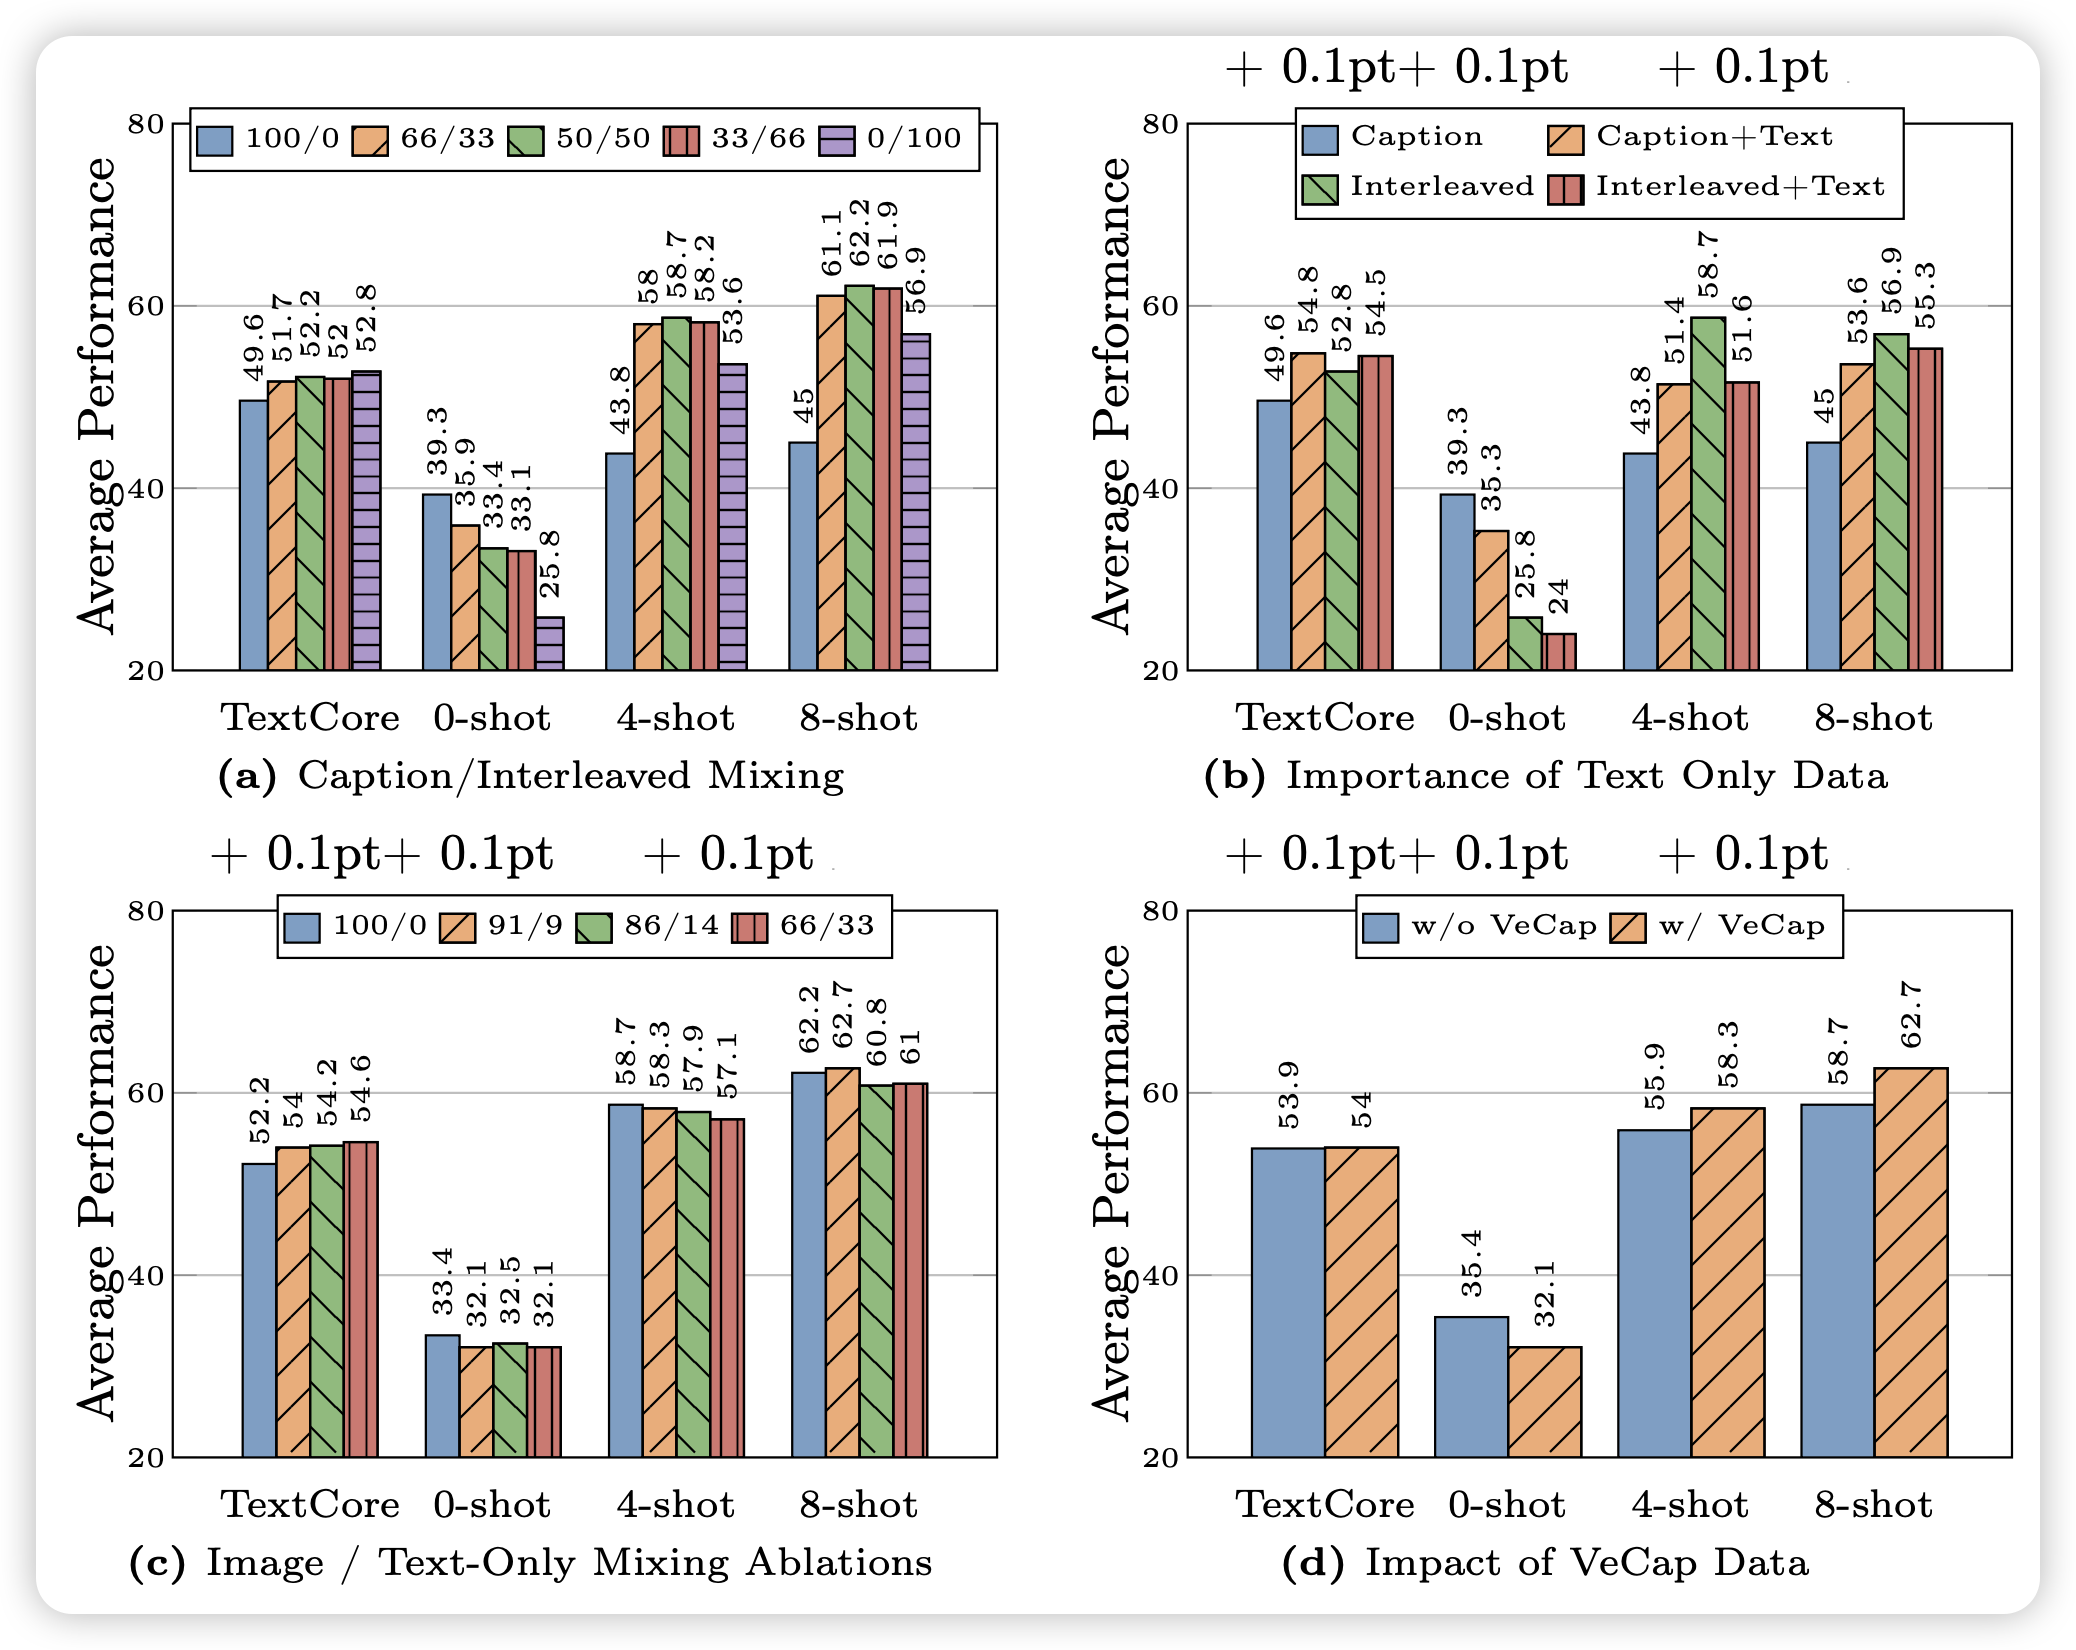 80
100/0 66/33 50/50 33/66 0/100
60
40
20
Average Performance
49.6 51.7 52.2 52 52.8
39.3 35.9 33.4 33.1 25.8
43.8 58 58.7 58.2 53.6
45 61.1 62.2 61.9 56.9
TextCore 0-shot 4-shot 8-shot
(a) Caption/Interleaved Mixing
+ 0.1pt+ 0.1pt + 0.1pt
80
Caption Caption+Text
Interleaved Interleaved+Text
60
40
20
Average Performance
49.6 54.8 52.8 54.5
39.3 35.3 25.8 24
43.8 51.4 58.7 51.6
45 53.6 56.9 55.3
TextCore 0-shot 4-shot 8-shot
(b) Importance of Text Only Data
+ 0.1pt+ 0.1pt + 0.1pt
80
100/0 91/9 86/14 66/33
60
40
20
Average Performance
52.2 54 54.2 54.6
33.4 32.1 32.5 32.1
58.7 58.3 57.9 57.1
62.2 62.7 60.8 61
TextCore 0-shot 4-shot 8-shot
(c) Image / Text-Only Mixing Ablations
+ 0.1pt+ 0.1pt + 0.1pt
80
w/o VeCap w/ VeCap
60
40
20
Average Performance
53.9 54
35.4 32.1
55.9 58.3
58.7 62.7
TextCore 0-shot 4-shot 8-shot
(d) Impact of VeCap Data